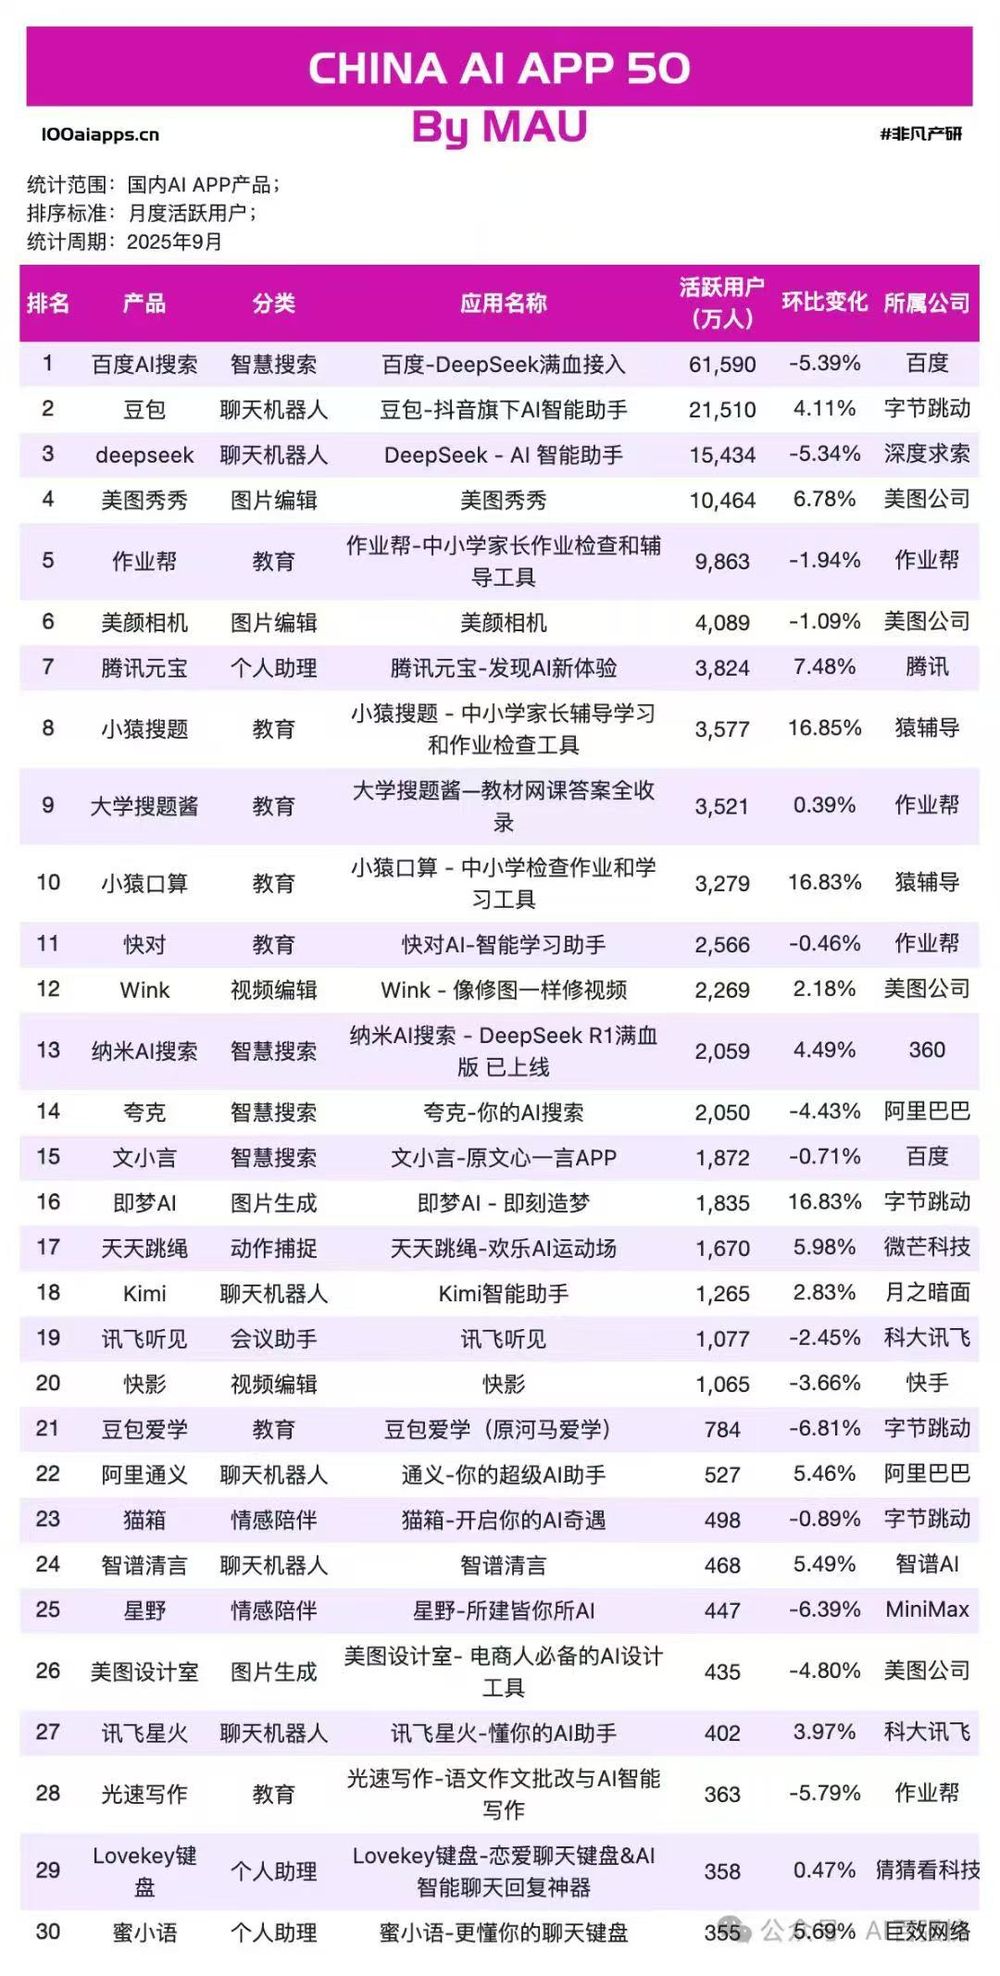 CHINA AI APP 50
By MAU
100aiapps.cn
#非凡产研
统计范围：国内AI APP产品；
排序标准：月度活跃用户；
统计周期：2025年9月
排名 产品 分类 应用名称 活跃用户（万人） 环比变化 所属公司
1 百度AI搜索 智慧搜索 百度-DeepSeek满血接入 61,590 -5.39% 百度
2 豆包 聊天机器人 豆包-抖音旗下AI智能助手 21,510 4.11% 字节跳动
3 deepseek 聊天机器人 DeepSeek - AI 智能助手 15,434 -5.34% 深度求索
4 美图秀秀 图片编辑 美图秀秀 10,464 6.78% 美图公司
5 作业帮 教育 作业帮-中小学家长作业检查和辅导工具 9,863 -1.94% 作业帮
6 美颜相机 图片编辑 美颜相机 4,089 -1.09% 美图公司
7 腾讯元宝 个人助理 腾讯元宝-发现AI新体验 3,824 7.48% 腾讯
8 小猿搜题 教育 小猿搜题 - 中小学家长辅导学习和作业检查工具 3,577 16.85% 猿辅导
9 大学搜题酱 教育 大学搜题酱—教材网课答案全收录 3,521 0.39% 作业帮
10 小猿口算 教育 小猿口算 - 中小学检查作业和学习工具 3,279 16.83% 猿辅导
11 快对 教育 快对AI-智能学习助手 2,566 -0.46% 作业帮
12 Wink 视频编辑 Wink - 像修图一样修视频 2,269 2.18% 美图公司
13 纳米AI搜索 智慧搜索 纳米AI搜索 - DeepSeek R1满血版 已上线 2,059 4.49% 360
14 夸克 智慧搜索 夸克-你的AI搜索 2,050 -4.43% 阿里巴巴
15 文小言 智慧搜索 文小言-原文心一言APP 1,872 -0.71% 百度
16 即梦AI 图片生成 即梦AI - 即刻造梦 1,835 16.83% 字节跳动
17 天天跳绳 动作捕捉 天天跳绳-欢乐AI运动场 1,670 5.98% 微芒科技
18 Kimi 聊天机器人 Kimi智能助手 1,265 2.83% 月之暗面
19 讯飞听见 会议助手 讯飞听见 1,077 -2.45% 科大讯飞
20 快影 视频编辑 快影 1,065 -3.66% 快手
21 豆包爱学 教育 豆包爱学（原河马爱学） 784 -6.81% 字节跳动
22 阿里通义 聊天机器人 通义-你的超级AI助手 527 5.46% 阿里巴巴
23 猫箱 情感陪伴 猫箱-开启你的AI奇遇 498 -0.89% 字节跳动
24 智谱清言 聊天机器人 智谱清言 468 5.49% 智谱AI
25 星野 情感陪伴 星野-所建皆你所AI 447 -6.39% MiniMax
26 美图设计室 图片生成 美图设计室- 电商人必备的AI设计工具 435 -4.80% 美图公司
27 讯飞星火 聊天机器人 讯飞星火-懂你的AI助手 402 3.97% 科大讯飞
28 光速写作 教育 光速写作-语文作文批改与AI智能写作 363 -5.79% 作业帮
29 Lovekey键盘 个人助理 Lovekey键盘-恋爱聊天键盘&AI智能聊天回复神器 358 0.47% 猜猜看科技
30 蜜小语 个人助理 蜜小语-更懂你的聊天键盘 355 5.69% 巨效网络
公众号